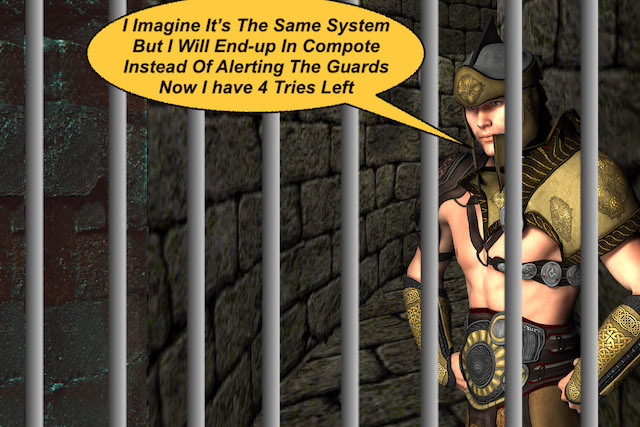 I Imagine It's The Same System
But I Will End-up In Compote
Instead Of Alerting The Guards
Now I have 4 Tries Left